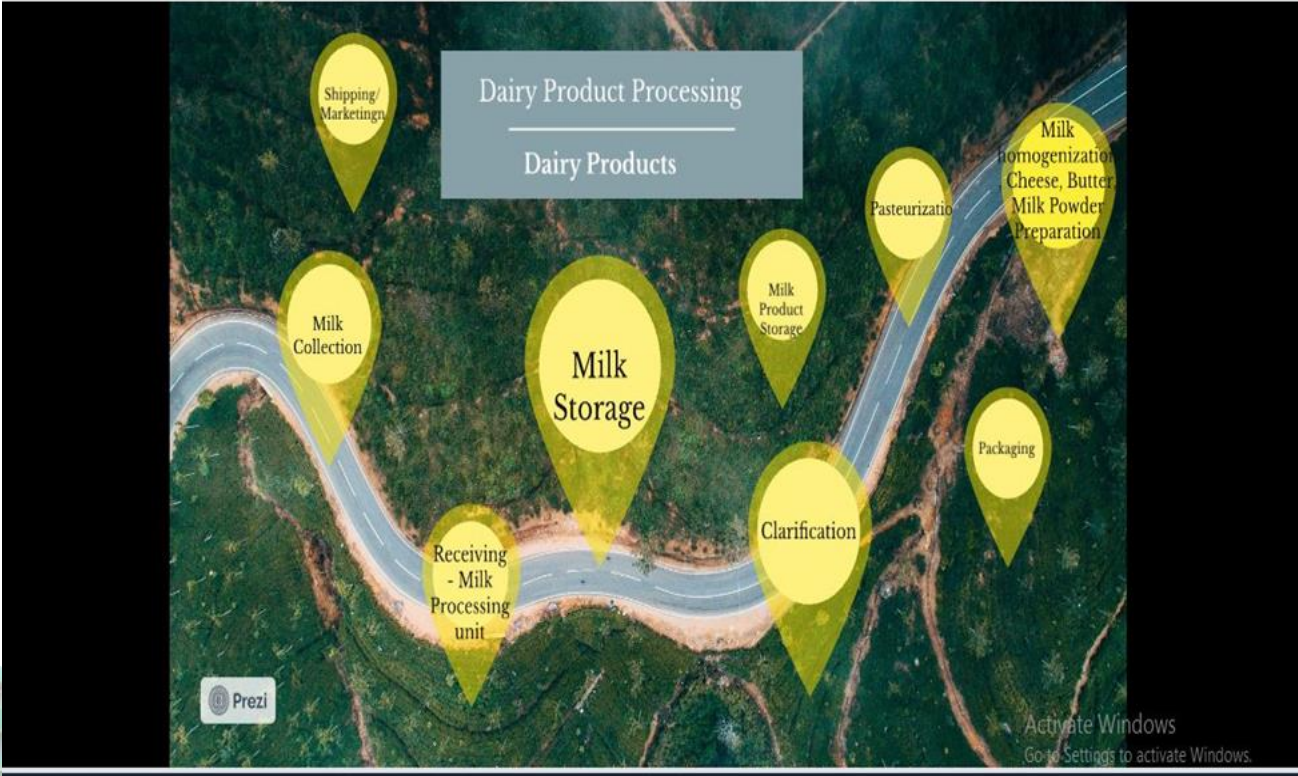 Dairy Product Processing
Dairy Products
Shipping/
Marketingn
Milk
Collection
Receiving
- Milk
Processing
unit
Milk
Storage
Clarification
Milk
Product
Storage
Pasteurizatio
Milk
homogenization
, Cheese, Butter,
Milk Powder
Preparation
Packaging
Prezi
Activate Windows
Go to Settings to activate Windows.